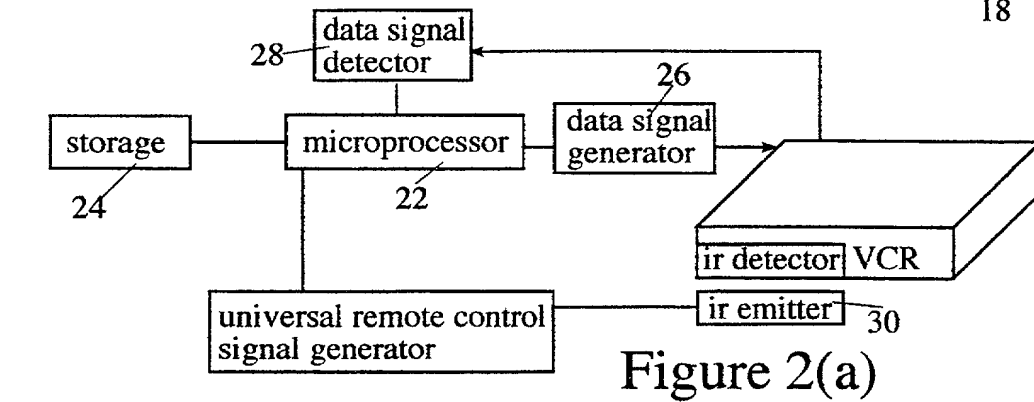 18
data signal
detector
28
26
storage
microprocessor
data signal
generator
24
22
ir detector
VCR
universal remote control
signal generator
ir emitter
30
Figure 2(a)